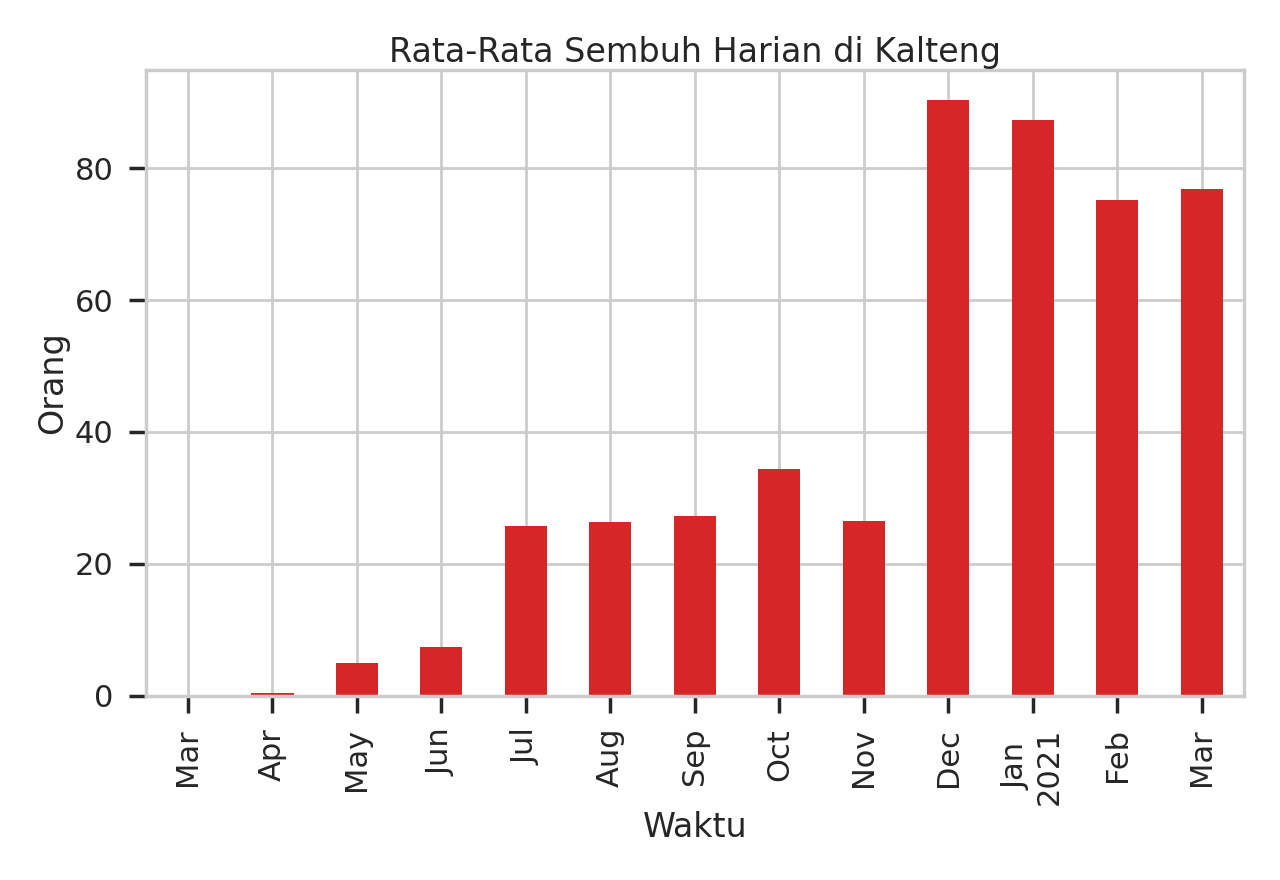 Rata-Rata Sembuh Harian di Kalteng
Orang
80
60
40
20
0
Mar
Apr
May
Jun
Jul
Aug
Sep
Oct
Nov
Dec
Jan
2021
Feb
Mar
Waktu